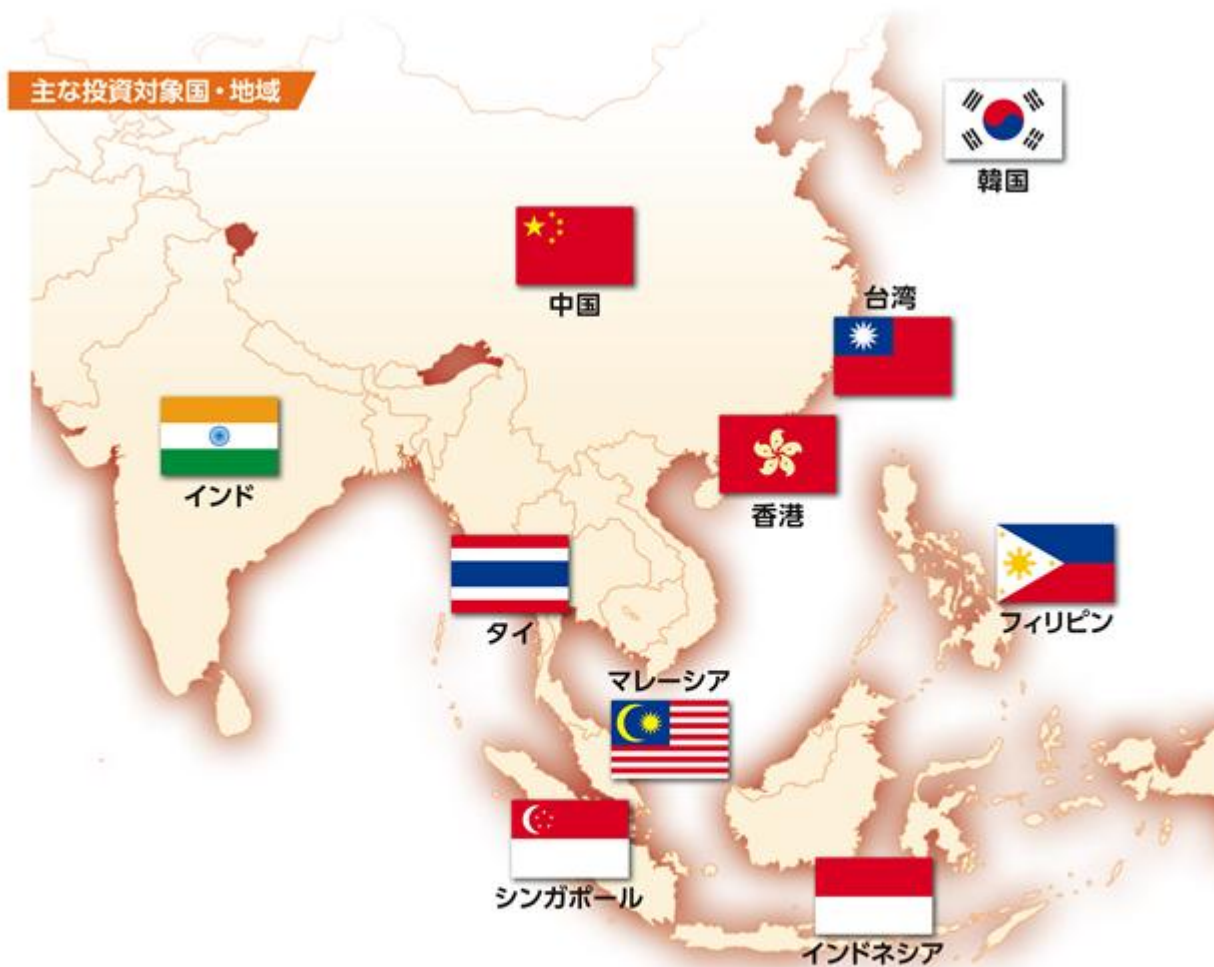 主な投資対象国・地域
韓国
中国
台湾
インド
香港
タイ
フィリピン
マレーシア
シンガポール
インドネシア